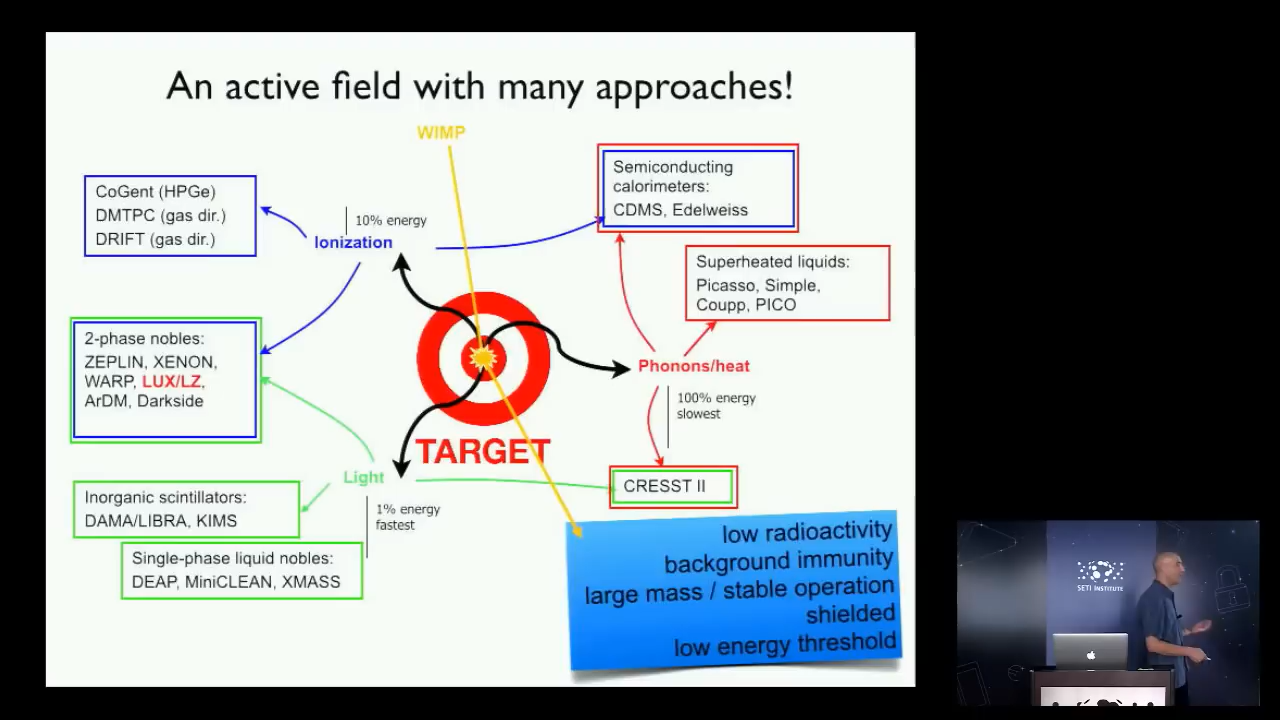 An active field with many approaches!
WIMP
CoGent (HPGe)
DMTPC (gas dir.)
DRIFT (gas dir.)
10% energy
Ionization
Semiconducting
calorimeters:
CDMS, Edelweiss
Superheated liquids:
Picasso, Simple,
Coupp, PICO
2-phase nobles:
ZEPLIN, XENON,
WARP, LUX/LZ,
ArDM, Darkside
Phonons/heat
100% energy
slowest
TARGET
Light
1% energy
fastest
CRESST II
Inorganic scintillators:
DAMA/LIBRA, KIMS
Single-phase liquid nobles:
DEAP, MiniCLEAN, XMASS
low radioactivity
background immunity
large mass / stable operation
shielded
low energy threshold
SETI INSTITUTE